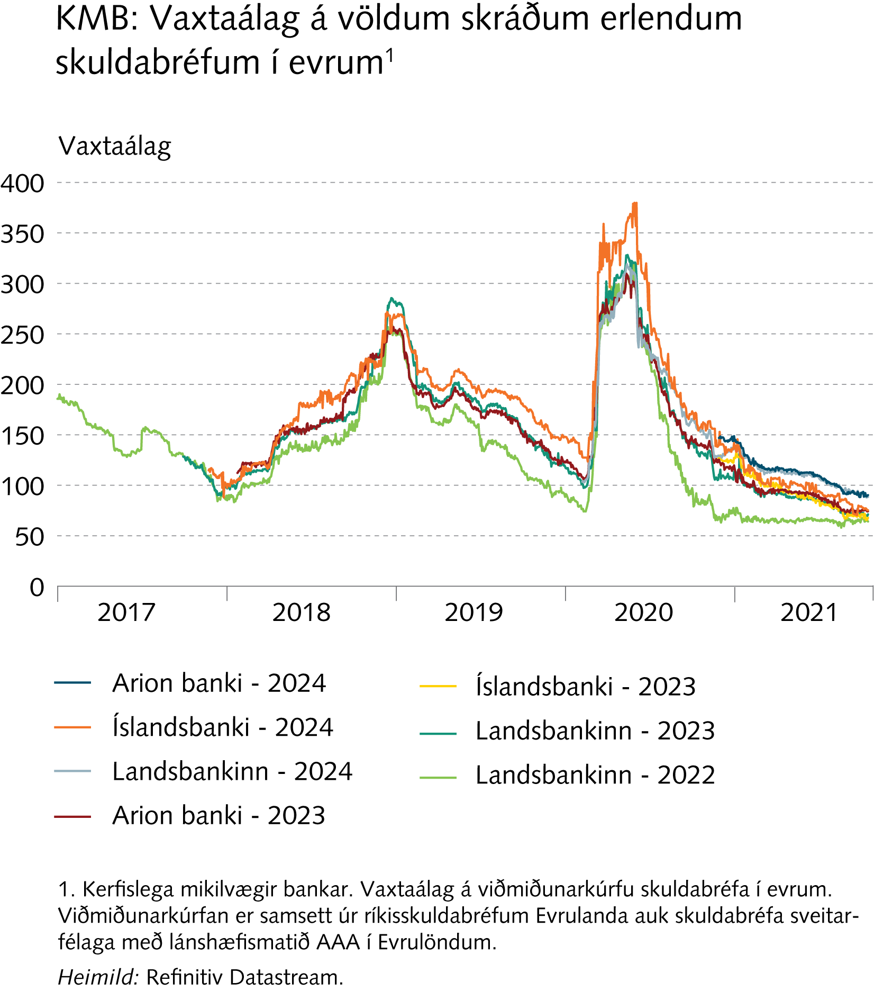 KMB: Vaxtaálag á völdum skráðum erlendum
skuldabréfum í evrum¹
Vaxtaálag
400
350
300
250
200
150
100
50
0
2017 2018 2019 2020 2021
Arion banki - 2024
Íslandsbanki - 2024
Landsbankinn - 2024
Arion banki - 2023
Íslandsbanki - 2023
Landsbankinn - 2023
Landsbankinn - 2022
1. Kerfislega mikilvægir bankar. Vaxtaálag á viðmiðunarkúrfu skuldabréfa í evrum.
Viðmiðunarkúrfan er samsett úr ríkisskuldabréfum Evrulanda auk skuldabréfa sveitar-
félaga með lánshæfismatið AAA í Evrulöndum.
Heimild: Refinitiv Datastream.